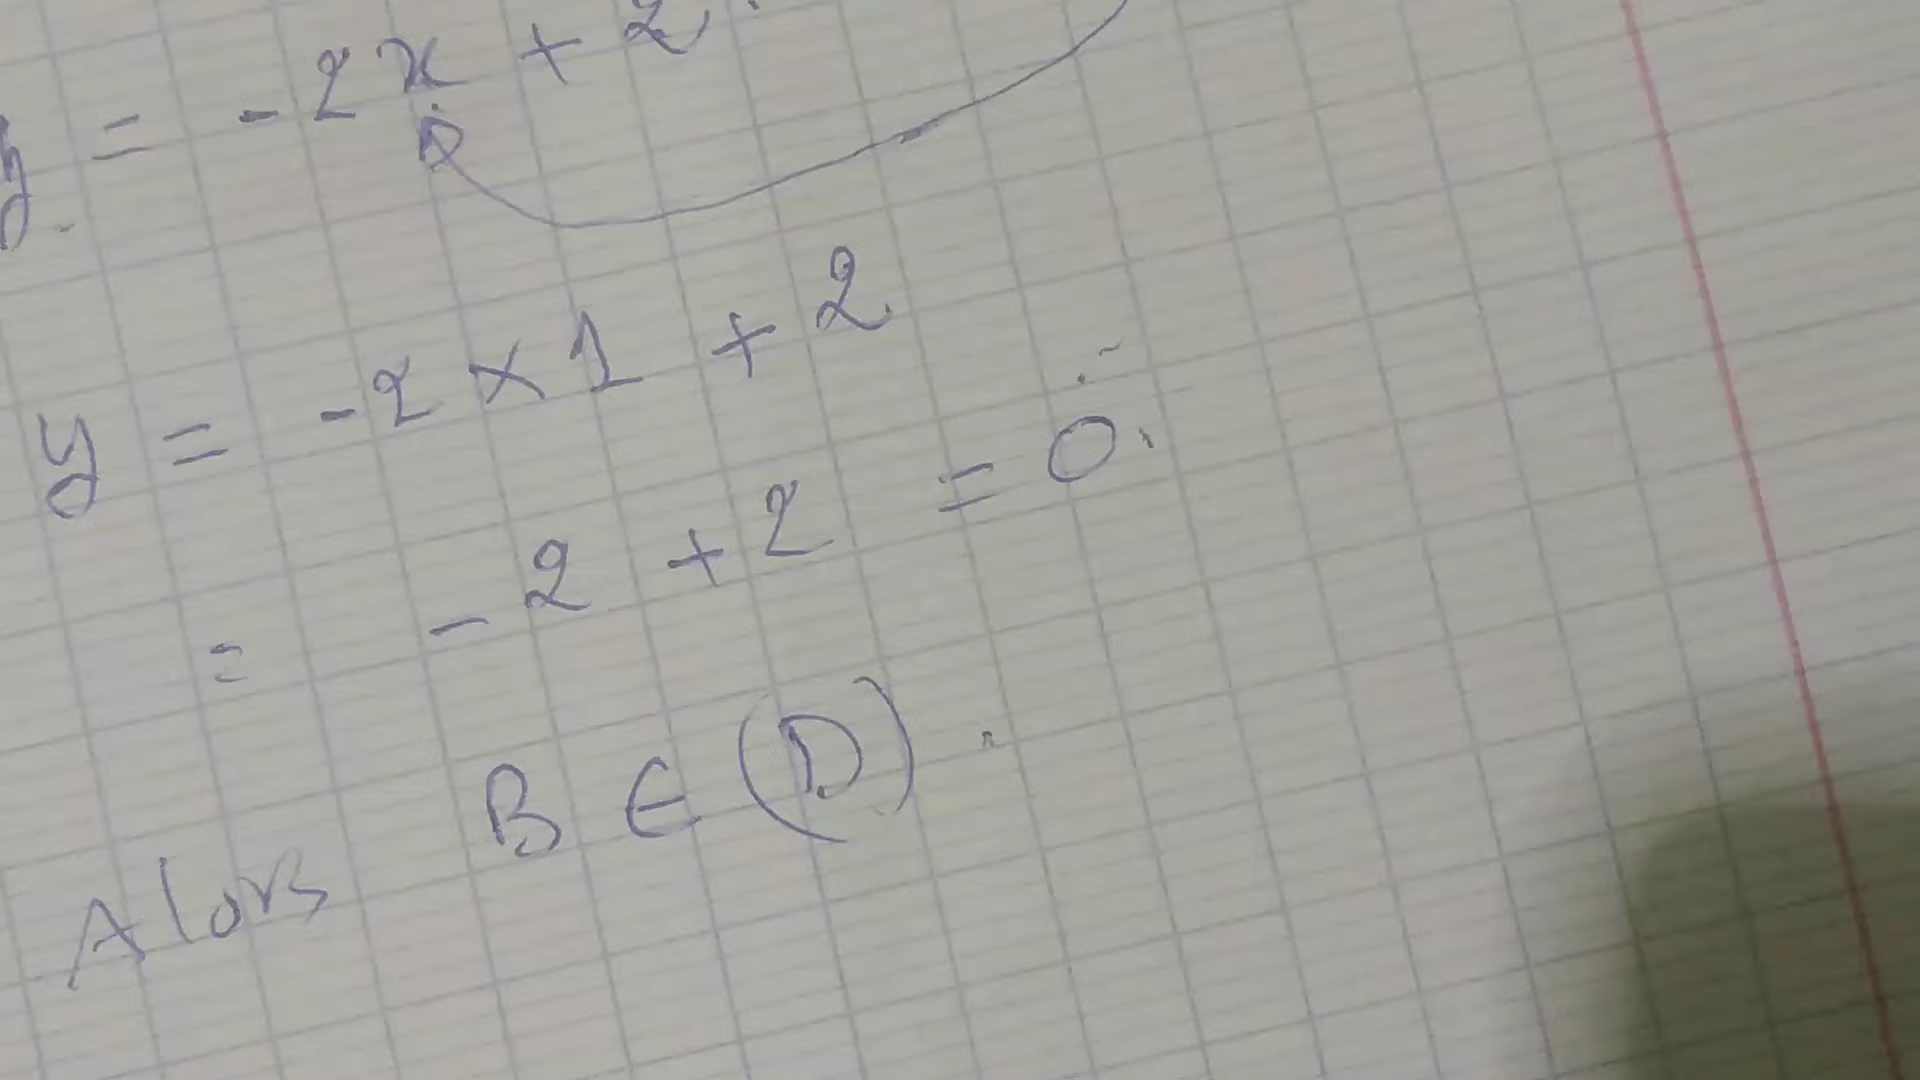 y = -2x + 2
y = -2 × 1 + 2
= -2 + 2 = 0.
Alors B ∈ (D).